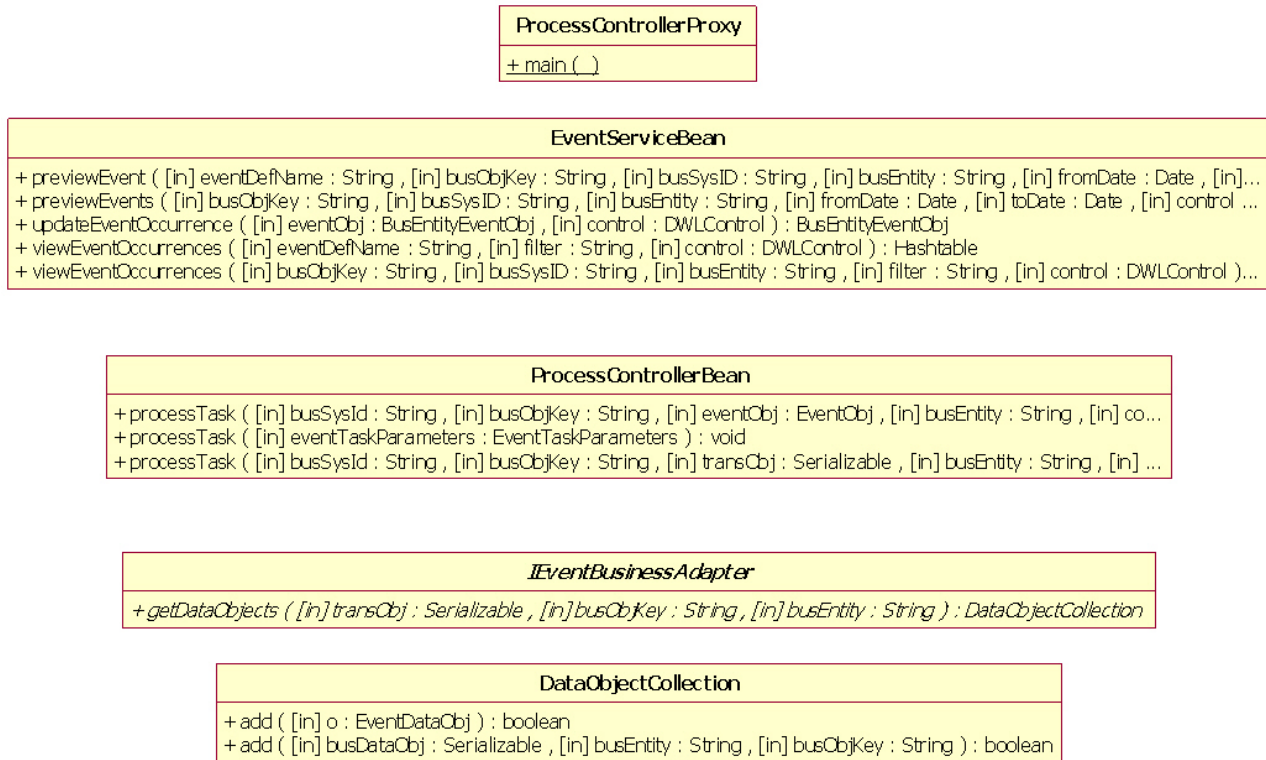 ProcessControllerProxy
+ main ( )
EventServiceBean
+ previewEvent ( [in] eventDefName : String , [in] busObjKey : String , [in] busSysID : String , [in] busEntity : String , [in] fromDate : Date , [in]...
+ previewEvents ( [in] busObjKey : String , [in] busSysID : String , [in] busEntity : String , [in] fromDate : Date , [in] toDate : Date , [in] control ...
+ updateEventOccurrence ( [in] eventObj : BusEntityEventObj , [in] control : DWLControl ) : BusEntityEventObj
+ viewEventOccurrences ( [in] eventDefName : String , [in] filter : String , [in] control : DWLControl ) : Hashtable
+ viewEventOccurrences ( [in] busObjKey : String , [in] busSysID : String , [in] busEntity : String , [in] filter : String , [in] control : DWLControl )...
ProcessControllerBean
+ processTask ( [in] busSysId : String , [in] busObjKey : String , [in] eventObj : EventObj , [in] busEntity : String , [in] co...
+ processTask ( [in] eventTaskParameters : EventTaskParameters ) : void
+ processTask ( [in] busSysId : String , [in] busObjKey : String , [in] transObj : Serializable , [in] busEntity : String , [in] ...
IEventBusinessAdapter
+ getDataObjects ( [in] transObj : Serializable , [in] busObjKey : String , [in] busEntity : String ) : DataObjectCollection
DataObjectCollection
+ add ( [in] o : EventDataObj ) : boolean
+ add ( [in] busDataObj : Serializable , [in] busEntity : String , [in] busObjKey : String ) : boolean